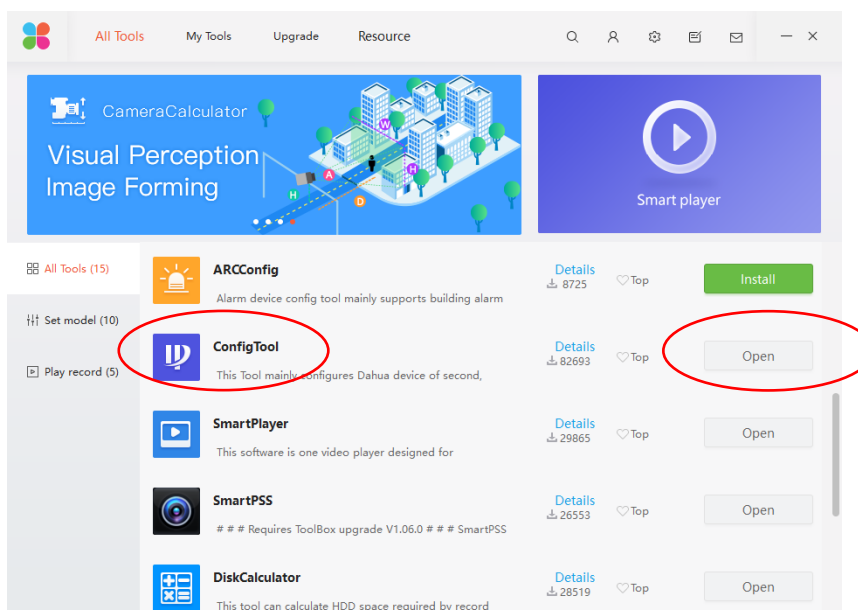 All Tools My Tools Upgrade Resource
CameraCalculator
Visual Perception
Image Forming
W
A
H
H
D
Smart player
All Tools (15)
Set model (10)
Play record (5)
ARCConfig Details
8725 Top Install
Alarm device config tool mainly supports building alarm
ConfigTool Details
82693 Top Open
This Tool mainly configures Dahua device of second,
SmartPlayer Details
29865 Top Open
This software is one video player designed for
SmartPSS Details
26553 Top Open
# # # Requires ToolBox upgrade V1.06.0 # # # SmartPSS
DiskCalculator Details
28519 Top Open
This tool can calculate HDD space required by record